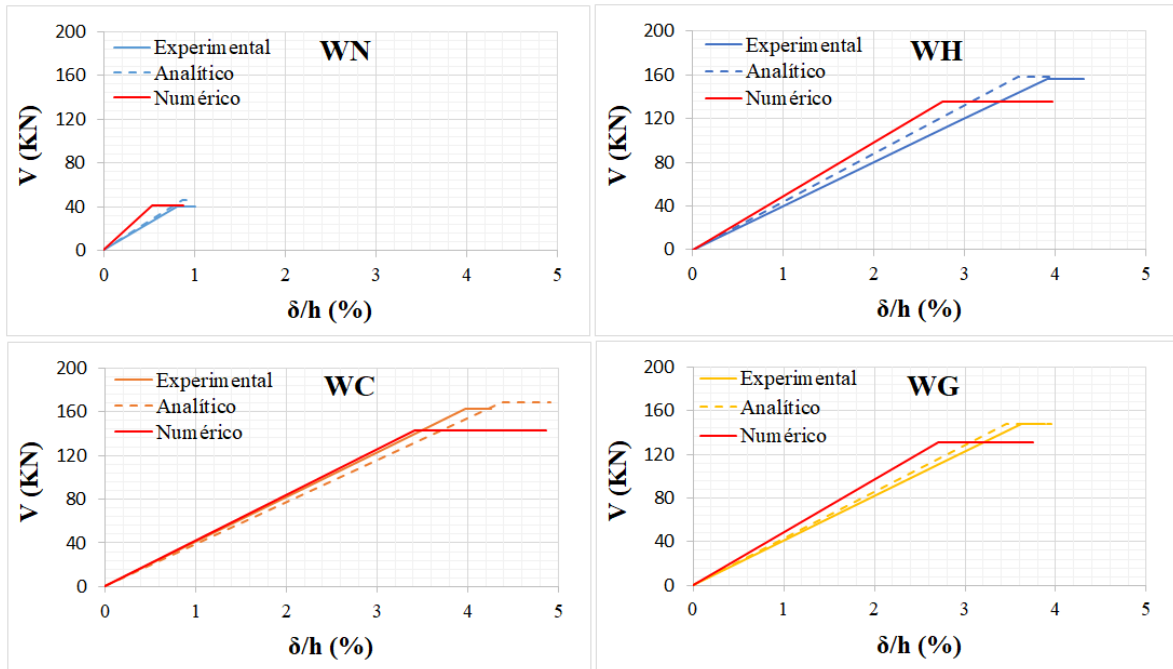 WN
Experimental
Analítico
Numérico
200
160
120
80
40
0
V (KN)
0 1 2 3 4 5
δ/h (%)
WH
Experimental
Analítico
Numérico
200
160
120
80
40
0
V (KN)
0 1 2 3 4 5
δ/h (%)
WC
Experimental
Analítico
Numérico
200
160
120
80
40
0
V (KN)
0 1 2 3 4 5
δ/h (%)
WG
Experimental
Analítico
Numérico
200
160
120
80
40
0
V (KN)
0 1 2 3 4 5
δ/h (%)